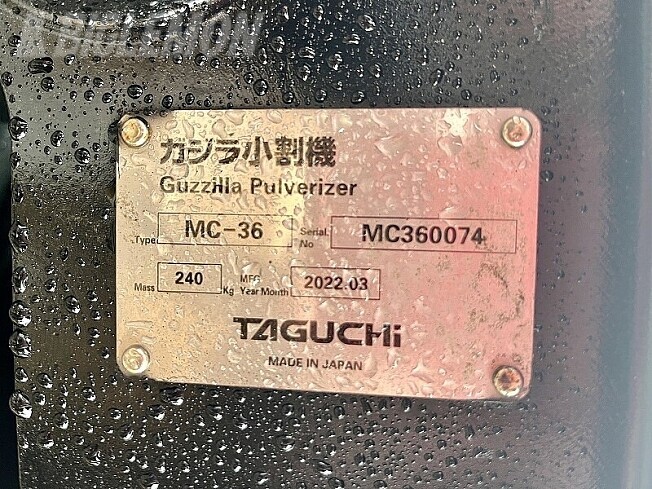 BIGLEMON
ガジラ小割機
Guzzilla Pulverizer
Type MC-36 Serial No MC360074
Mass 240 Kg MFG Year Month 2022.03
TAGUCHi
MADE IN JAPAN